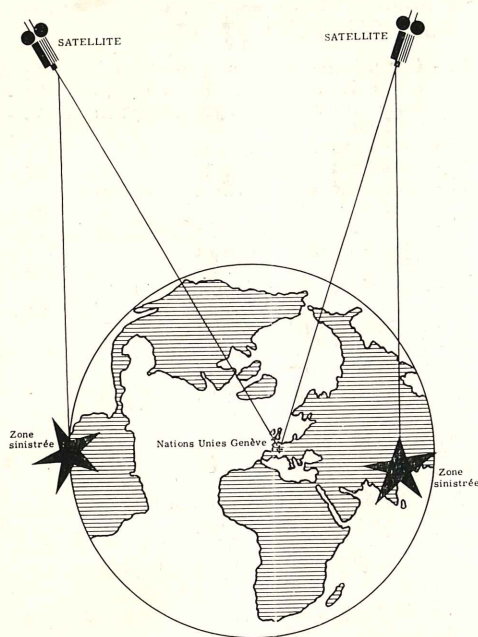 SATELLITE
SATELLITE
Zone
sinistrée
Nations Unies Genève
Zone
sinistrée